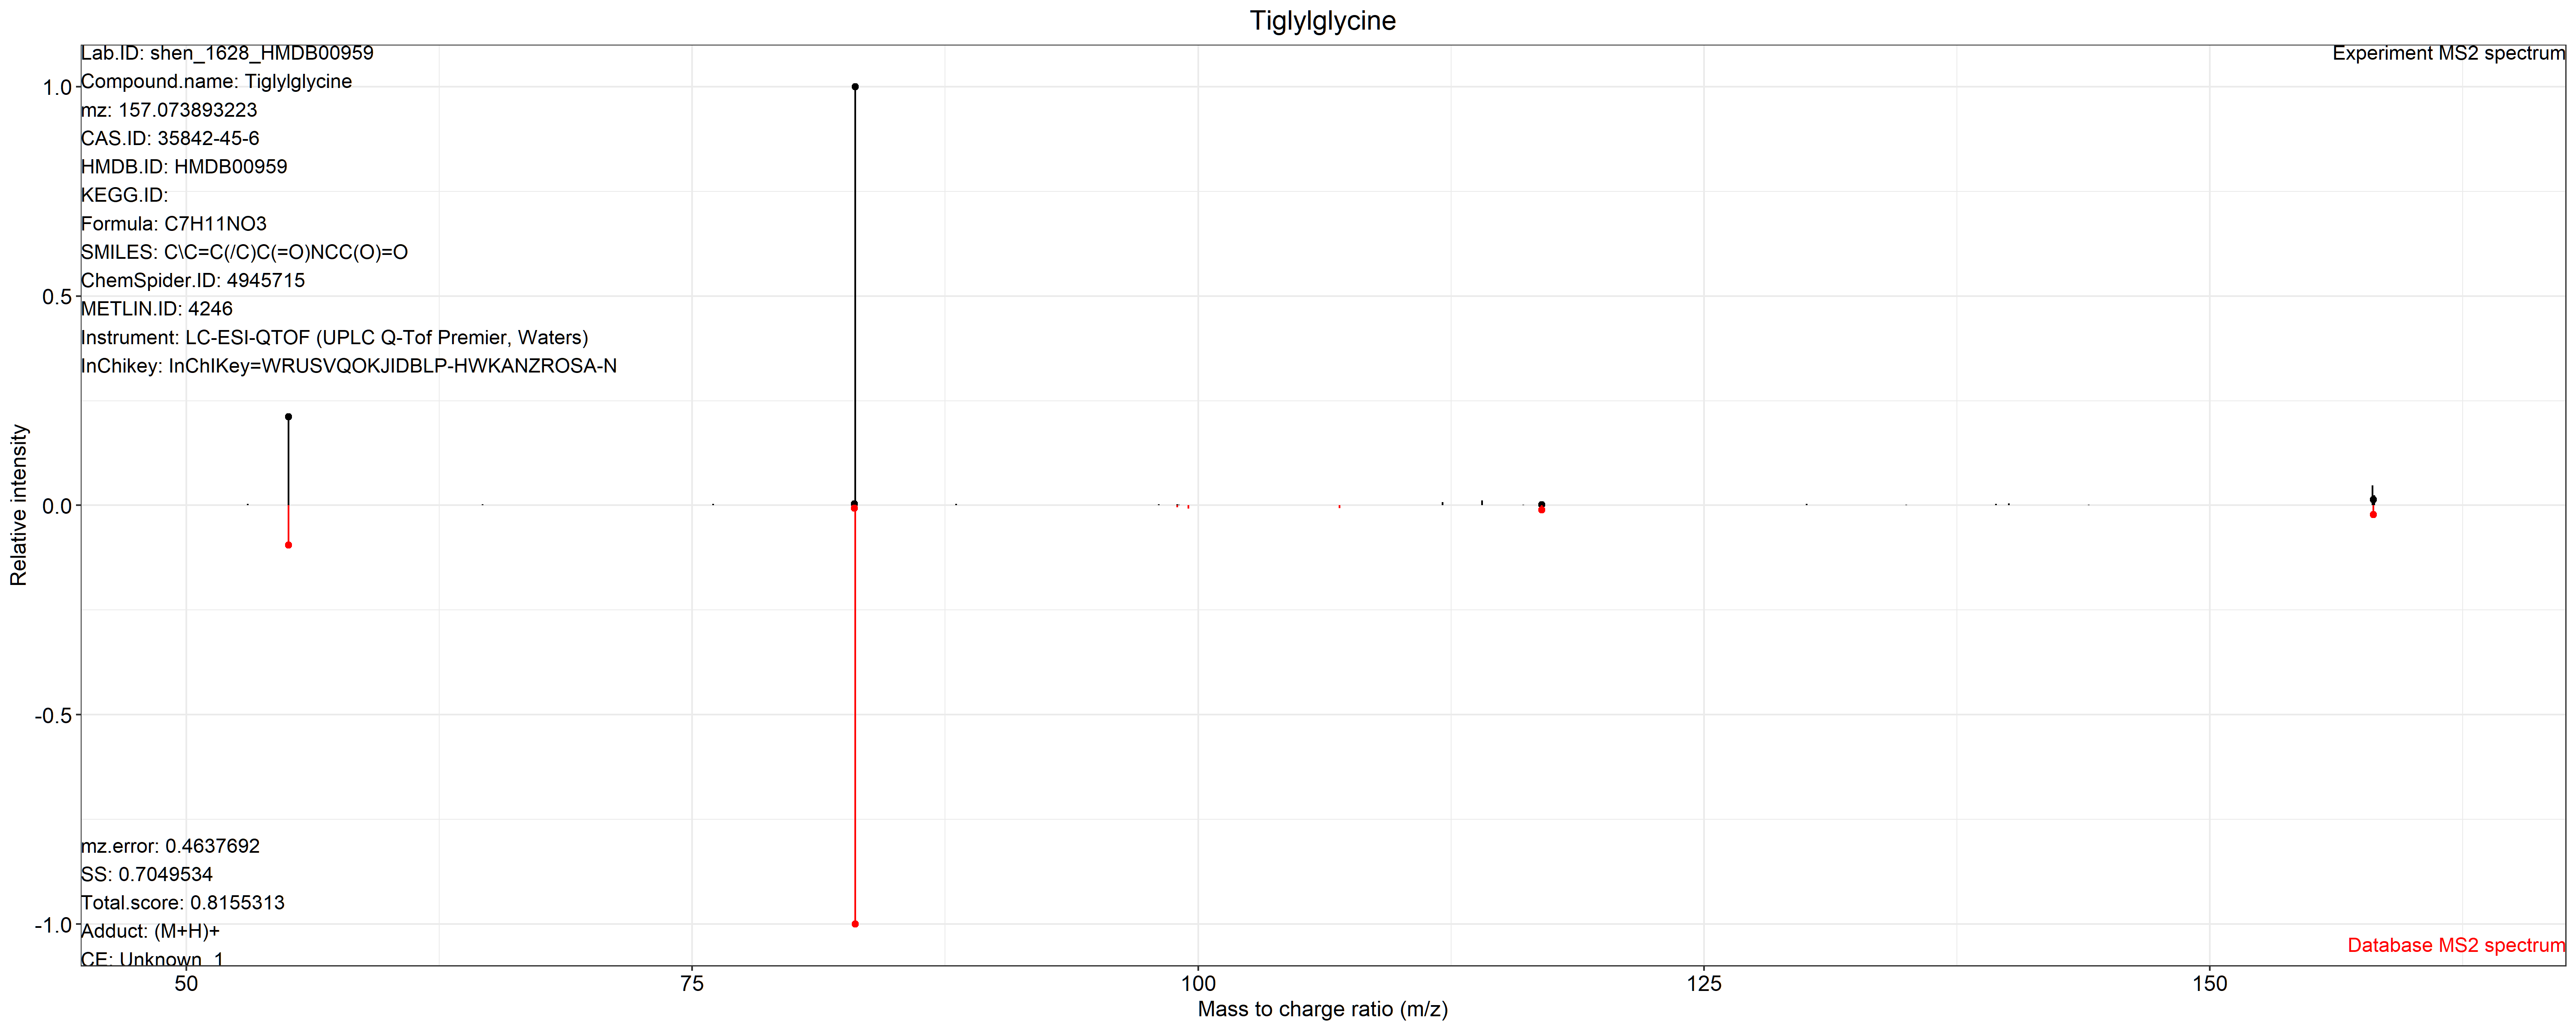 Tiglylglycine
Lab.ID: shen_1628_HMDB00959
Experiment MS2 spectrum
Compound.name: Tiglylglycine
mz: 157.073893223
CAS.ID: 35842-45-6
HMDB.ID: HMDB00959
KEGG.ID:
Formula: C7H11NO3
SMILES: C\C=C(/C)C(=O)NCC(O)=O
ChemSpider.ID: 4945715
METLIN.ID: 4246
Instrument: LC-ESI-QTOF (UPLC Q-Tof Premier, Waters)
InChikey: InChIKey=WRUSVQOKJIDBLP-HWKANZROSA-N
1.0
0.5
0.0
-0.5
-1.0
Relative intensity
mz.error: 0.4637692
SS: 0.7049534
Total.score: 0.8155313
Adduct: (M+H)+
CE: Unknown_1
Database MS2 spectrum
50 75 100 125 150
Mass to charge ratio (m/z)